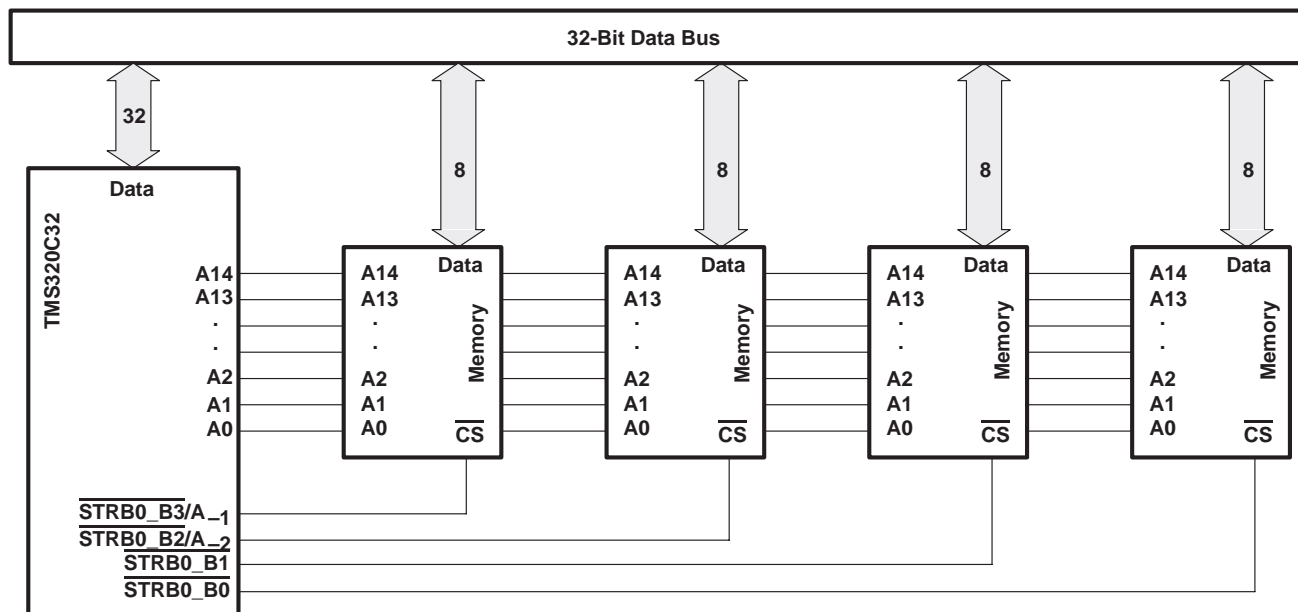 32-Bit Data Bus
32
8
8
8
8
Data
TMS320C32
A14
A13
.
.
A2
A1
A0
STRB0_B3/A_1
STRB0_B2/A_2
STRB0_B1
STRB0_B0
Data
A14
A13
.
.
A2
A1
A0
Memory
CS
Data
A14
A13
.
.
A2
A1
A0
Memory
CS
Data
A14
A13
.
.
A2
A1
A0
Memory
CS
Data
A14
A13
.
.
A2
A1
A0
Memory
CS